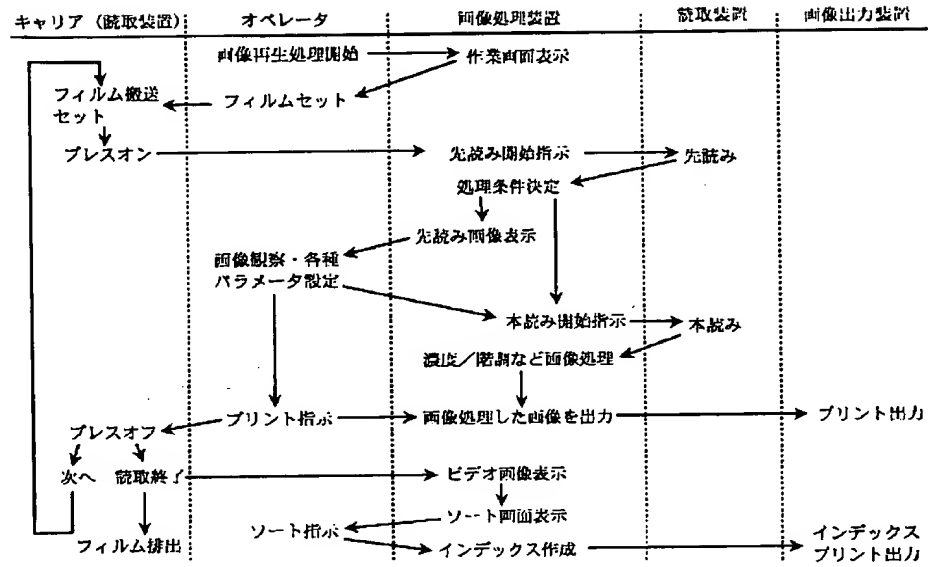 キャリア（読取装置） オペレータ 画像処理装置 読取装置 画像出力装置
画像再生処理開始 作業画面表示
フィルム搬送 フィルムセット
セット
プレスオン 先読み開始指示 先読み
処理条件決定
先読み画像表示
画像観察・各種
パラメータ設定
本読み開始指示 本読み
濃度／階調など画像処理
プリント指示 画像処理した画像を出力 プリント出力
プレスオフ
次へ 読取終了 ビデオ画像表示
ソート指示 ソート画面表示
フィルム排出 インデックス作成 インデックス
プリント出力